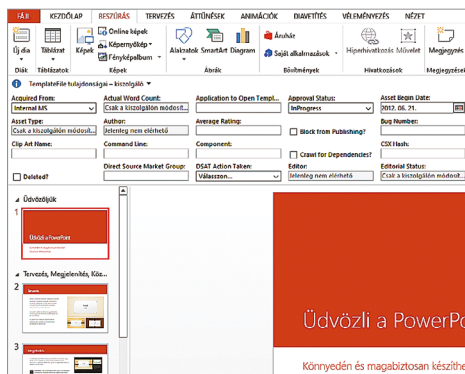 FÁJL KEZDŐLAP BESZÚRÁS TERVEZÉS ÁTTŰNÉSEK ANIMÁCIÓK DIAVETÍTÉS VÉLEMÉNYEZÉS NÉZET
Új dia
Táblázat
Képek
Online képek
Képernyőkép
Fényképalbum
Alakzatok SmartArt Diagram
Áruház
Saját alkalmazások
Hiperhivatkozás Művelet
Megjegyzés
Diák Táblázatok Képek Ábrák Bővítmények Hivatkozások Megjegyzések
TemplateFile tulajdonságai – kiszolgáló
Acquired From: Actual Word Count: Application to Open Templ... Approval Status: Asset Begin Date:
Internal MS Csak a kiszolgálón módosít... InProgress 2012. 06. 21.
Asset Type: Author: Average Rating: Bug Number:
Csak a kiszolgálón módosít... Jelenleg nem elérhető Block from Publishing?
Clip Art Name: Command Line: Component: CSX Hash:
Crawl for Dependencies?
Direct Source Market Group: DSAT Action Taken: Editor: Editorial Status:
Deleted? Válasszon... Jelenleg nem elérhető Csak a kiszolgálón módosít...
Üdvözöljük
1
Üdvözli a PowerPoint
Tervezés, Megjelenítés, Köz...
2
3
Üdvözli a PowerPo
Könnyedén és magabiztosan készíthe